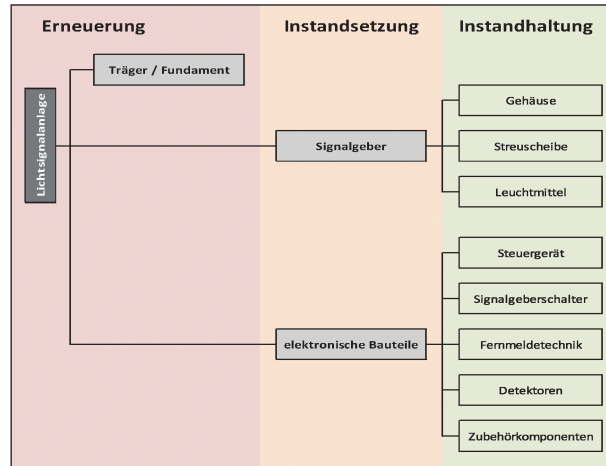 Erneuerung
Instandsetzung
Instandhaltung
Lichtsignalanlage
Träger / Fundament
Signalgeber
Gehäuse
Streuscheibe
Leuchtmittel
elektronische Bauteile
Steuergerät
Signalgeberschalter
Fernmeldetechnik
Detektoren
Zubehörkomponenten